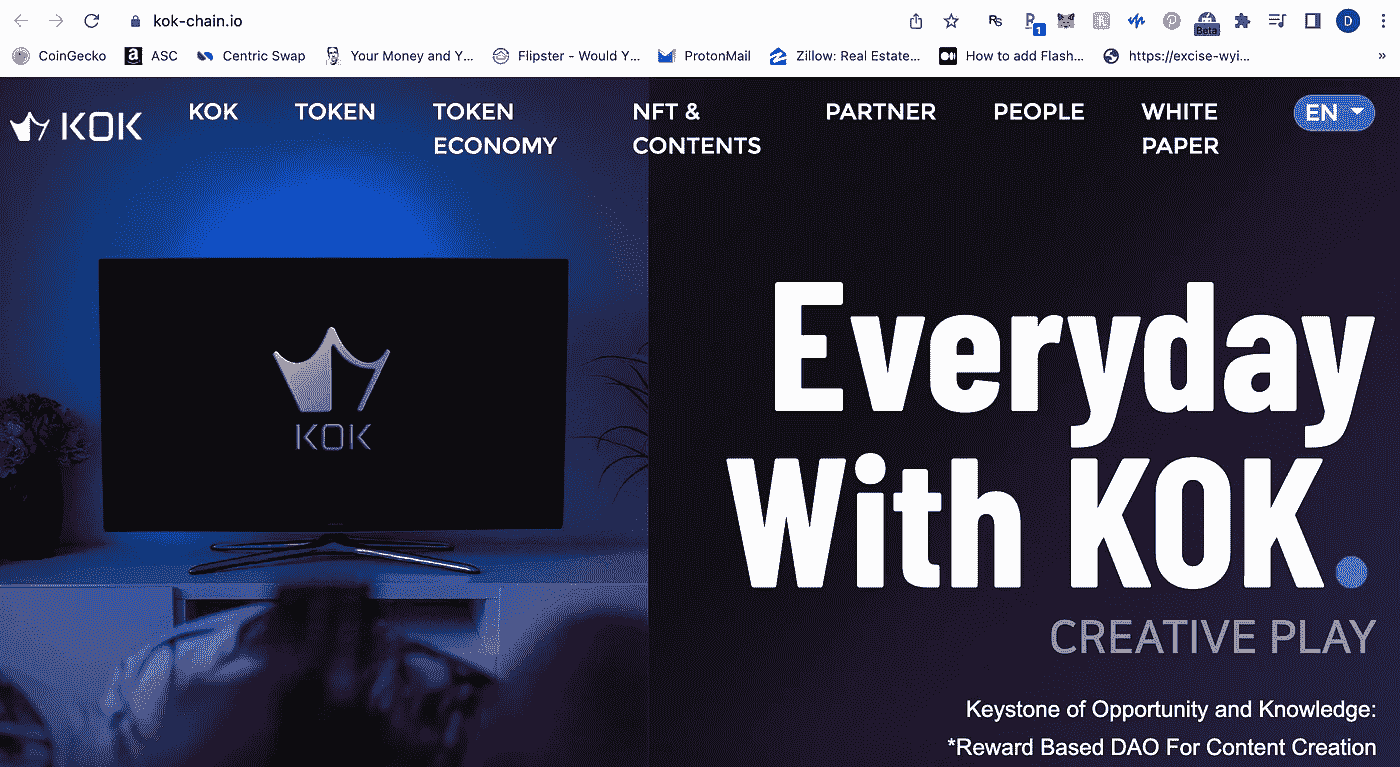 kok-chain.io
1
Beta
D
CoinGecko
a ASC
Centric Swap
Your Money and Y...
Flipster - Would Y...
ProtonMail
Zillow: Real Estate...
How to add Flash...
https://excise-wyi...
»
KOK
KOK
TOKEN
TOKEN
ECONOMY
NFT &
CONTENTS
PARTNER
PEOPLE
WHITE
PAPER
EN
KOK
Everyday
With KOK.
CREATIVE PLAY
Keystone of Opportunity and Knowledge:
*Reward Based DAO For Content Creation